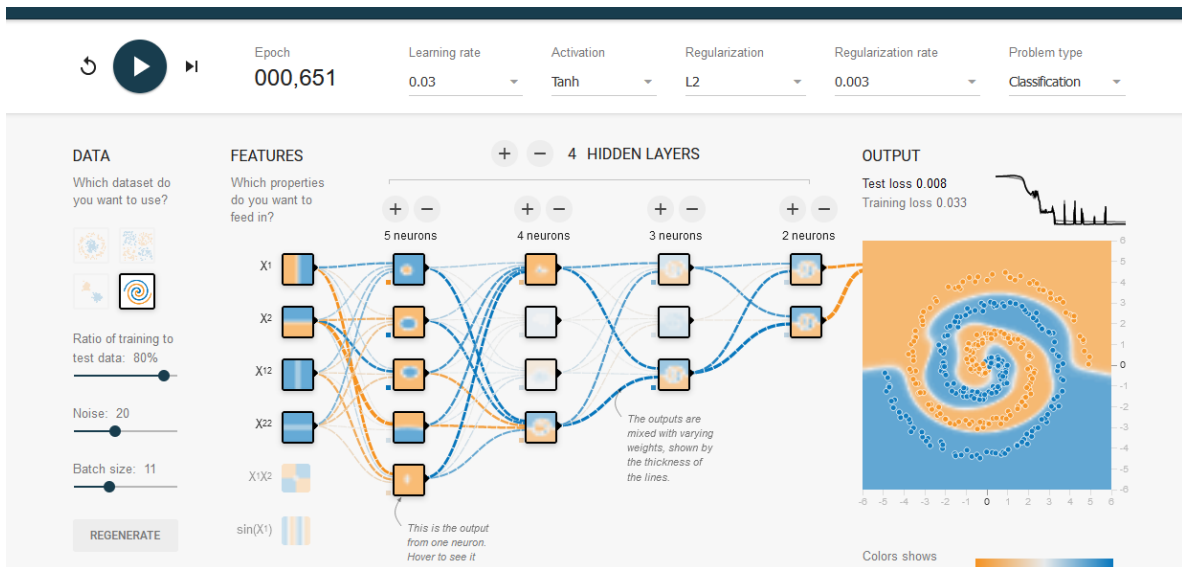 Epoch
000,651
Learning rate
0.03
Activation
Tanh
Regularization
L2
Regularization rate
0.003
Problem type
Classification
DATA
Which dataset do
you want to use?
Ratio of training to
test data: 80%
Noise: 20
Batch size: 11
REGENERATE
FEATURES
Which properties
do you want to
feed in?
X1
X2
X12
X22
X1X2
sin(X1)
+ − 4 HIDDEN LAYERS
+ −
5 neurons
+ −
4 neurons
+ −
3 neurons
+ −
2 neurons
The outputs are
mixed with varying
weights, shown by
the thickness of
the lines.
This is the output
from one neuron.
Hover to see it
OUTPUT
Test loss 0.008
Training loss 0.033
6
5
4
3
2
1
0
-1
-2
-3
-4
-5
-6
-6 -5 -4 -3 -2 -1 0 1 2 3 4 5 6
Colors shows